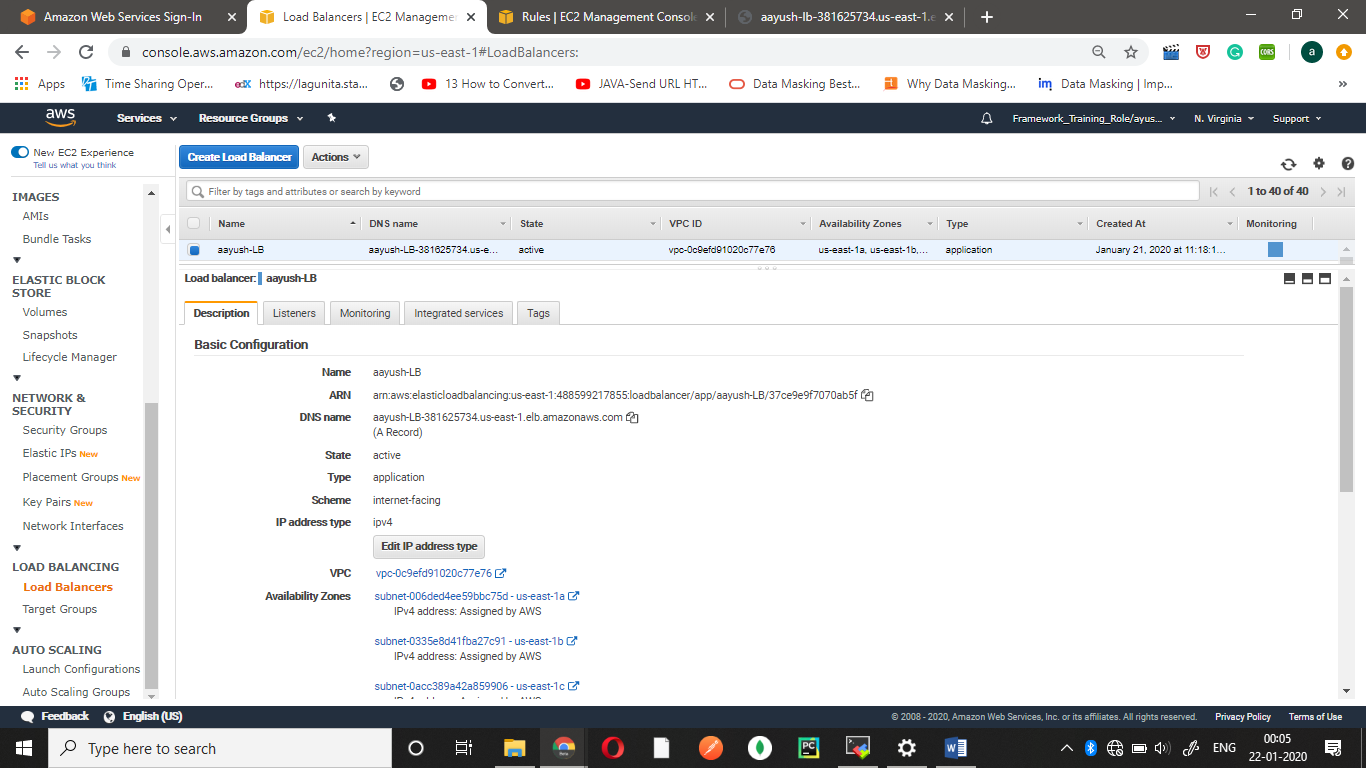 Amazon Web Services Sign-In
Load Balancers | EC2 Manageme
Rules | EC2 Management Conso
aayush-lb-381625734.us-east-1.e
console.aws.amazon.com/ec2/home?region=us-east-1#LoadBalancers:
CORS
a
Apps
Time Sharing Oper...
edX
https://lagunita.sta...
13 How to Convert...
JAVA-Send URL HT...
Data Masking Best...
Why Data Masking...
im
Data Masking | Imp...
aws
Services
Resource Groups
Framework_Training_Role/ayus...
N. Virginia
Support
New EC2 Experience
Tell us what you think
Create Load Balancer
Actions
Filter by tags and attributes or search by keyword
1 to 40 of 40
Name
DNS name
State
VPC ID
Availability Zones
Type
Created At
Monitoring
aayush-LB
aayush-LB-381625734.us-e...
active
vpc-0c9efd91020c77e76
us-east-1a, us-east-1b,...
application
January 21, 2020 at 11:18:1...
IMAGES
AMIs
Bundle Tasks
ELASTIC BLOCK
STORE
Volumes
Snapshots
Lifecycle Manager
NETWORK &
SECURITY
Security Groups
Elastic IPs New
Placement Groups New
Key Pairs New
Network Interfaces
LOAD BALANCING
Load Balancers
Target Groups
AUTO SCALING
Launch Configurations
Auto Scaling Groups
Load balancer: aayush-LB
Description
Listeners
Monitoring
Integrated services
Tags
Basic Configuration
Name aayush-LB
ARN arn:aws:elasticloadbalancing:us-east-1:488599217855:loadbalancer/app/aayush-LB/37ce9e9f7070ab5f
DNS name aayush-LB-381625734.us-east-1.elb.amazonaws.com
(A Record)
State active
Type application
Scheme internet-facing
IP address type ipv4
Edit IP address type
VPC vpc-0c9efd91020c77e76
Availability Zones subnet-006ded4ee59bbc75d - us-east-1a
IPv4 address: Assigned by AWS
subnet-0335e8d41fba27c91 - us-east-1b
IPv4 address: Assigned by AWS
subnet-0acc389a42a859906 - us-east-1c
Feedback
English (US)
© 2008 - 2020, Amazon Web Services, Inc. or its affiliates. All rights reserved.
Privacy Policy
Terms of Use
Type here to search
PC
ENG
00:05
22-01-2020